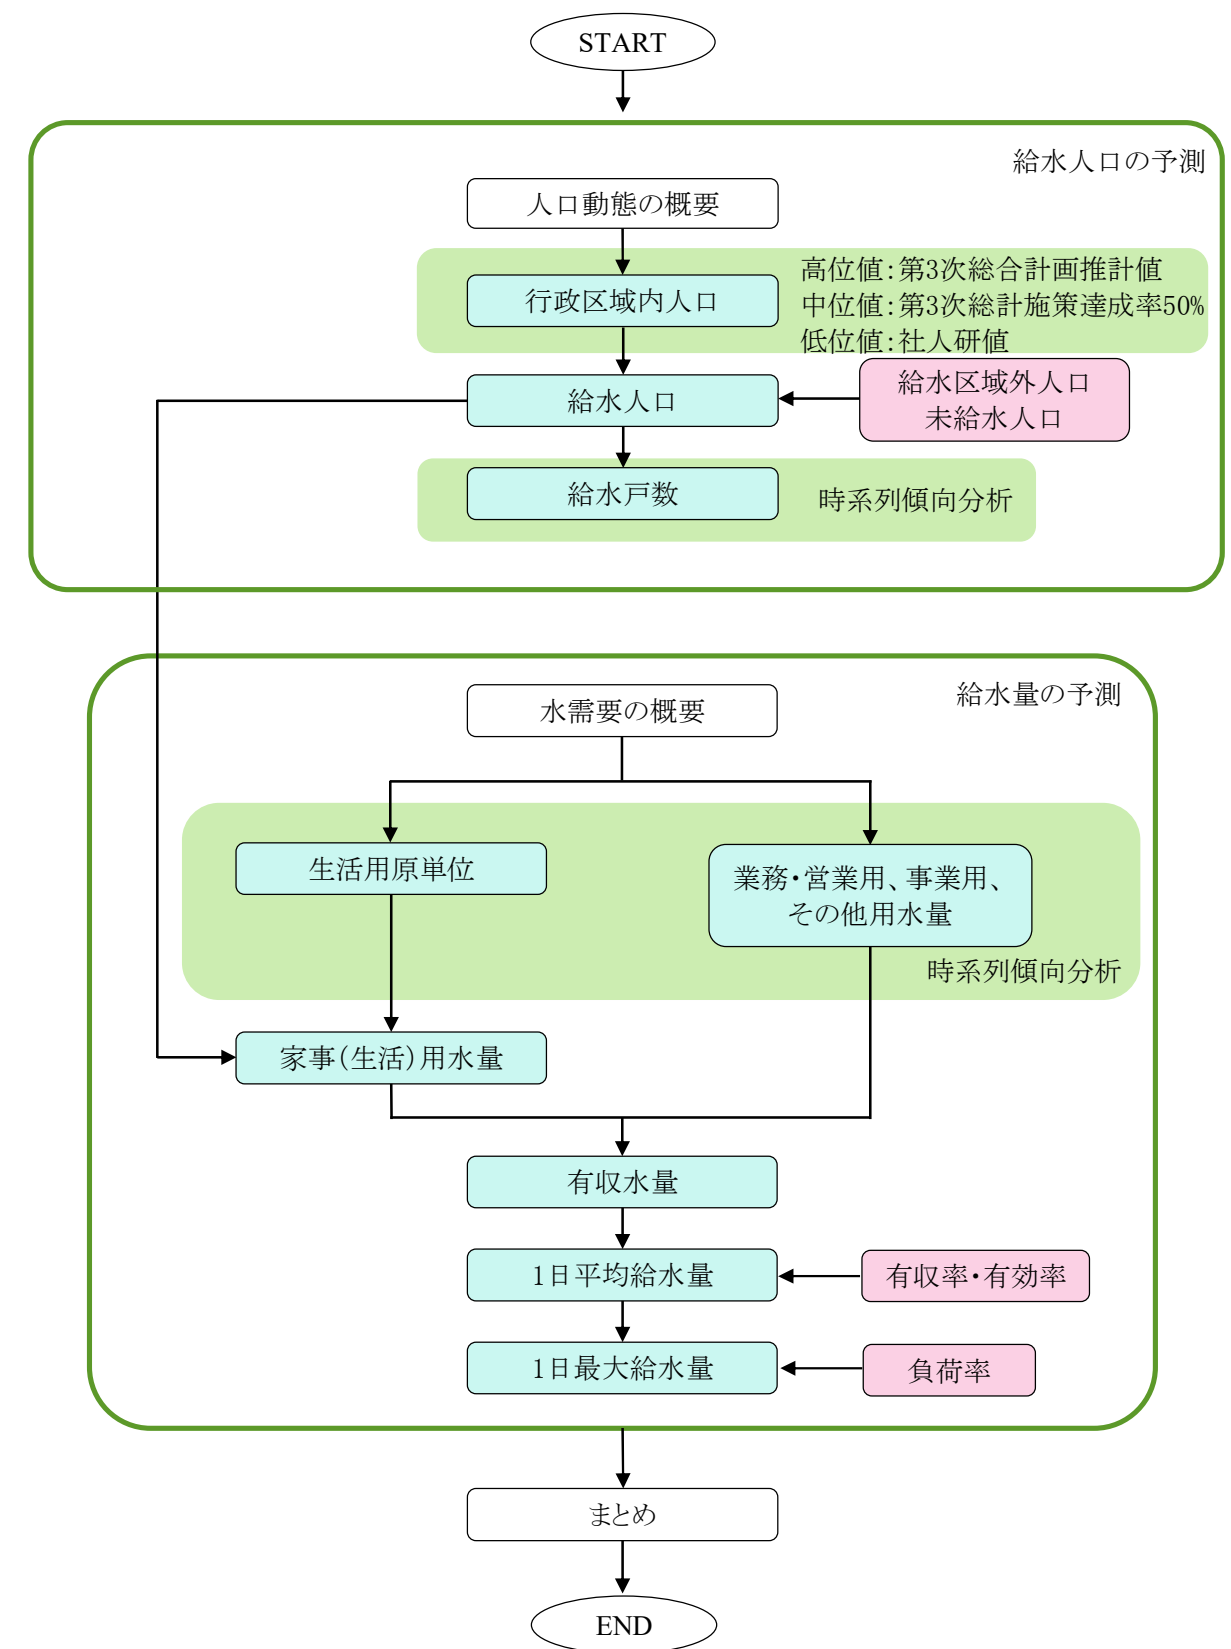 START
給水人口の予測
人口動態の概要
行政区域内人口
高位値：第3次総合計画推計値
中位値：第3次総計施策達成率50%
低位値：社人研値
給水人口
給水区域外人口
未給水人口
給水戸数
時系列傾向分析
給水量の予測
水需要の概要
生活用原単位
業務・営業用、事業用、
その他用水量
時系列傾向分析
家事（生活）用水量
有収水量
1日平均給水量
有収率・有効率
1日最大給水量
負荷率
まとめ
END